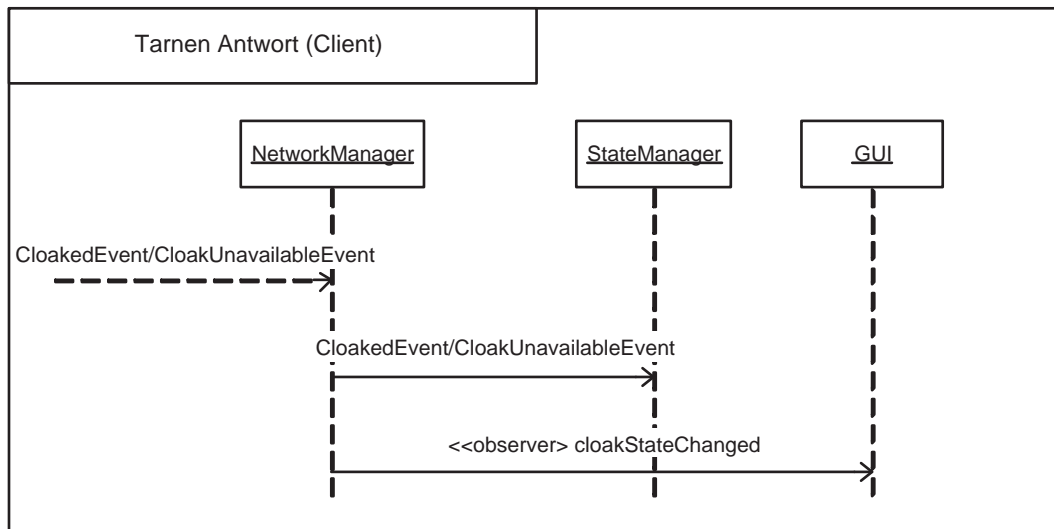 Tarnen Antwort (Client)
NetworkManager
StateManager
GUI
CloakedEvent/CloakUnavailableEvent
CloakedEvent/CloakUnavailableEvent
<<observer> cloakStateChanged